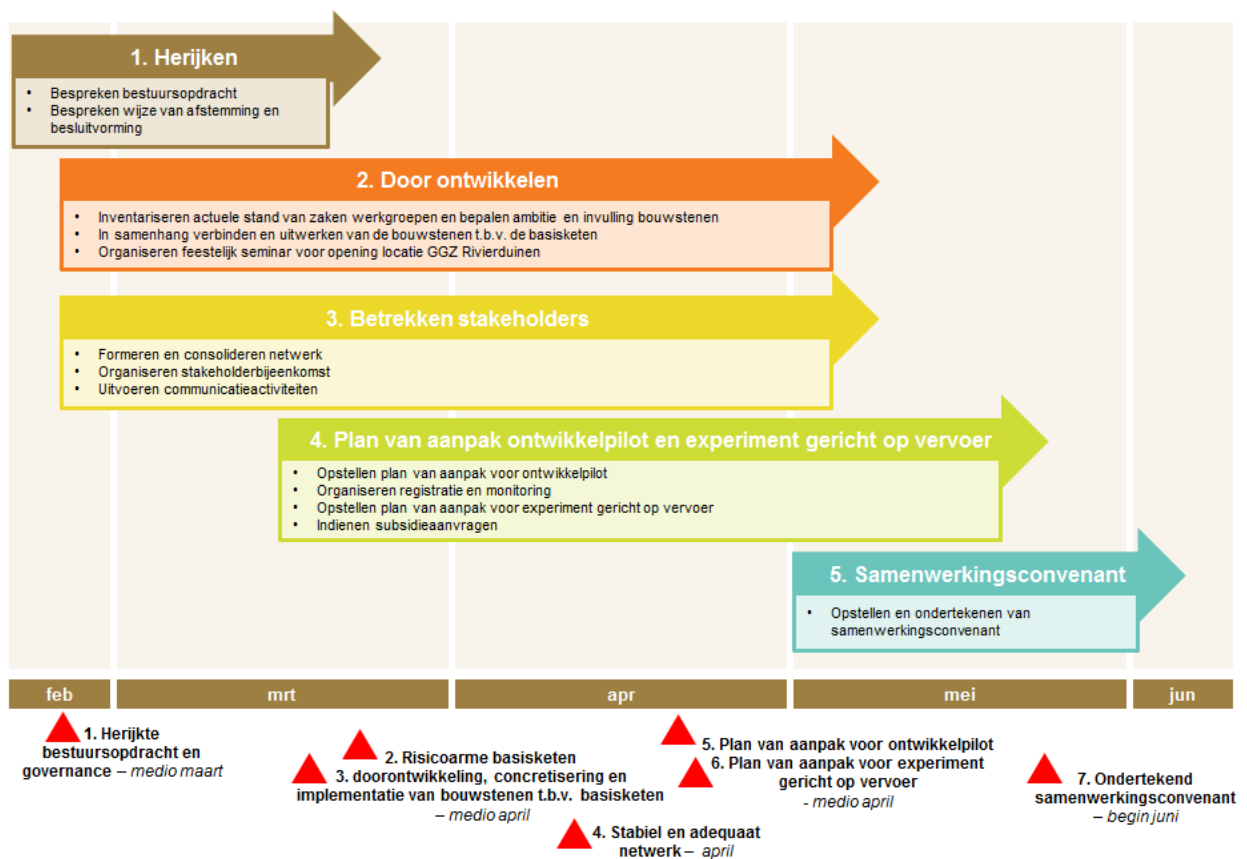 1. Herijken
• Bespreken bestuursopdracht
• Bespreken wijze van afstemming en
besluitvorming
2. Door ontwikkelen
• Inventariseren actuele stand van zaken werkgroepen en bepalen ambitie en invulling bouwstenen
• In samenhang verbinden en uitwerken van de bouwstenen t.b.v. de basisketen
• Organiseren feestelijk seminar voor opening locatie GGZ Rivierduinen
3. Betrekken stakeholders
• Formeren en consolideren netwerk
• Organiseren stakeholderbijeenkomst
• Uitvoeren communicatieactiviteiten
4. Plan van aanpak ontwikkelpilot en experiment gericht op vervoer
• Opstellen plan van aanpak voor ontwikkelpilot
• Organiseren registratie en monitoring
• Opstellen plan van aanpak voor experiment gericht op vervoer
• Indienen subsidieaanvragen
5. Samenwerkingsconvenant
• Opstellen en ondertekenen van
samenwerkingsconvenant
feb mrt apr mei jun
1. Herijkte
bestuursopdracht en
governance – medio maart
2. Risicoarme basisketen
3. doorontwikkeling, concretisering en
implementatie van bouwstenen t.b.v. basisketen
– medio april
4. Stabiel en adequaat
netwerk – april
5. Plan van aanpak voor ontwikkelpilot
6. Plan van aanpak voor experiment
gericht op vervoer
- medio april
7. Ondertekend
samenwerkingsconvenant
– begin juni